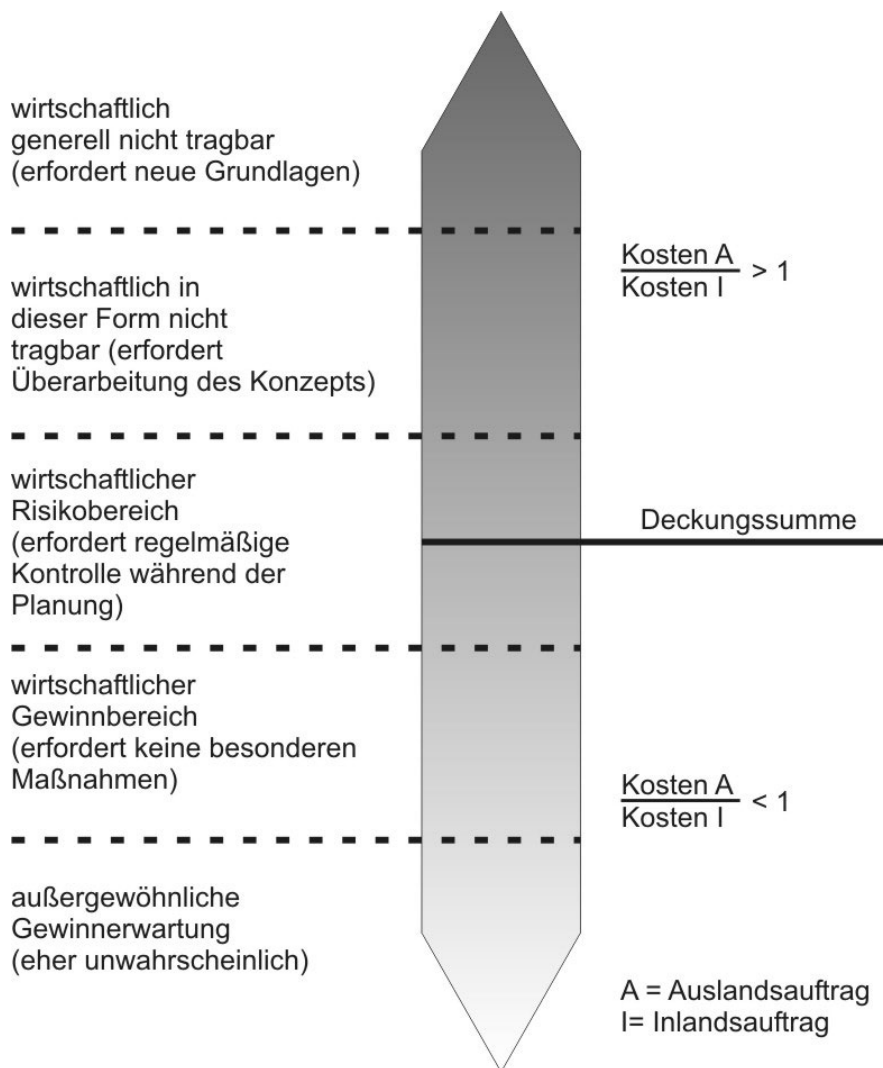 wirtschaftlich
generell nicht tragbar
(erfordert neue Grundlagen)
Kosten A
Kosten I
> 1
wirtschaftlich in
dieser Form nicht
tragbar (erfordert
Überarbeitung des Konzepts)
wirtschaftlicher
Risikobereich
(erfordert regelmäßige
Kontrolle während der
Planung)
Deckungssumme
wirtschaftlicher
Gewinnbereich
(erfordert keine besonderen
Maßnahmen)
Kosten A
Kosten I
< 1
außergewöhnliche
Gewinnerwartung
(eher unwahrscheinlich)
A = Auslandsauftrag
I= Inlandsauftrag